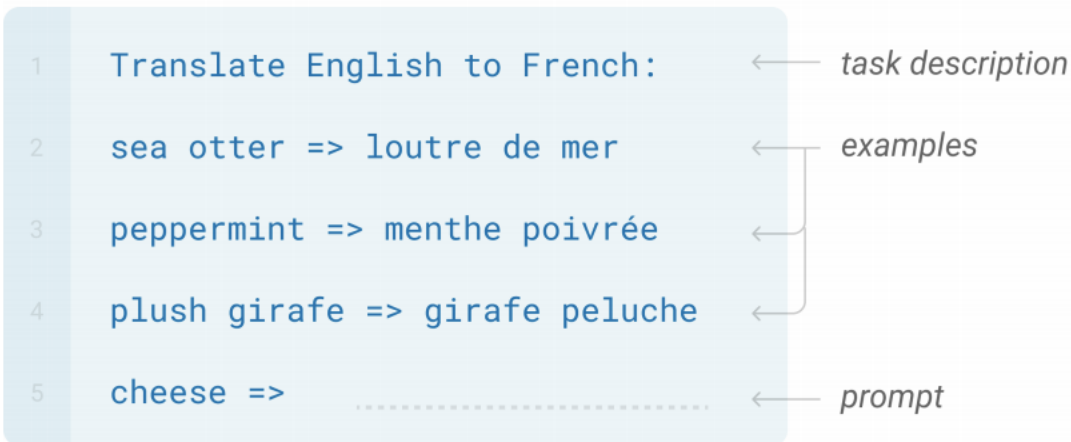 1 Translate English to French: task description
2 sea otter => loutre de mer examples
3 peppermint => menthe poivrée
4 plush girafe => girafe peluche
5 cheese => prompt